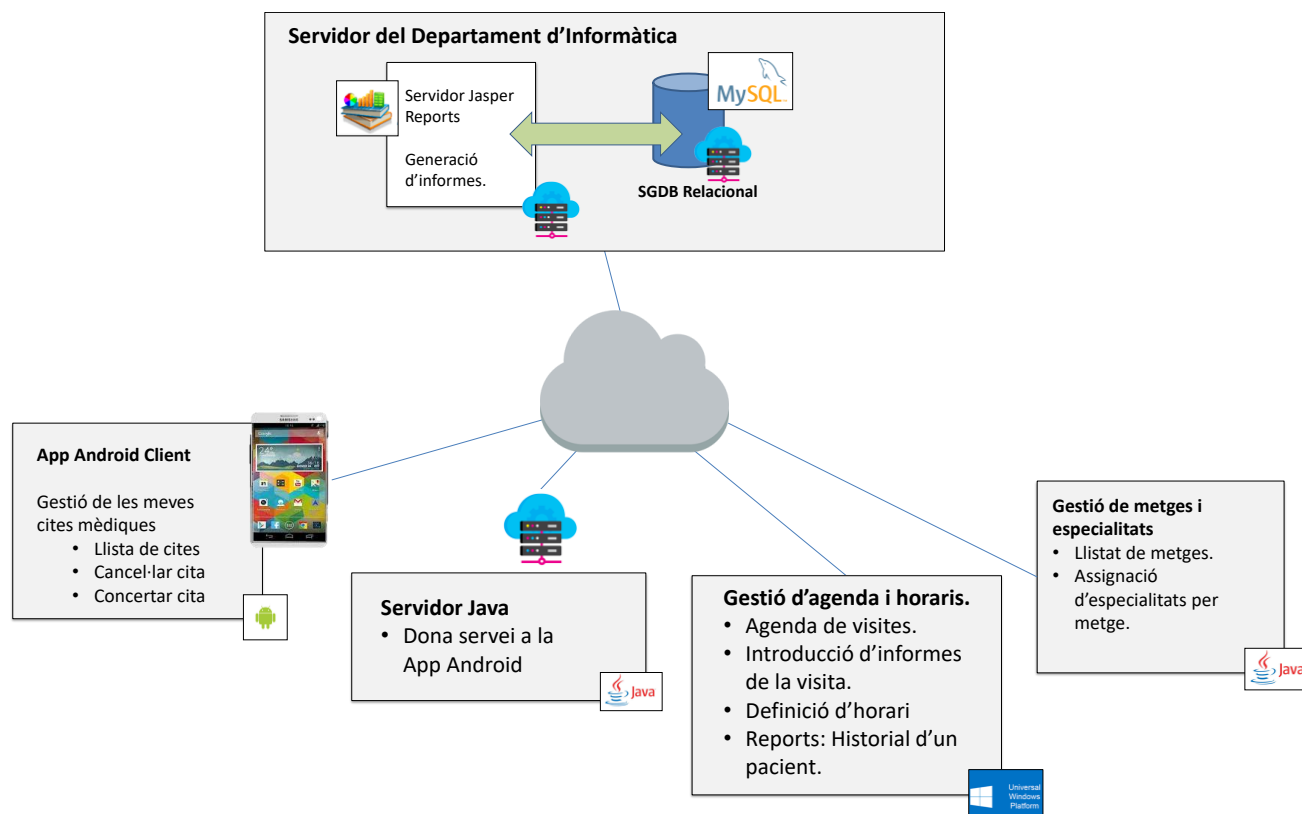 Servidor del Departament d'Informàtica
Servidor Jasper
Reports
Generació
d'informes.
MySQL
SGDB Relacional
App Android Client
Gestió de les meves
cites mèdiques
• Llista de cites
• Cancel·lar cita
• Concertar cita
Servidor Java
• Dona servei a la
App Android
Java
Gestió d'agenda i horaris.
• Agenda de visites.
• Introducció d'informes
de la visita.
• Definició d'horari
• Reports: Historial d'un
pacient.
Universal
Windows
Platform
Gestió de metges i
especialitats
• Llistat de metges.
• Assignació
d'especialitats per
metge.
Java